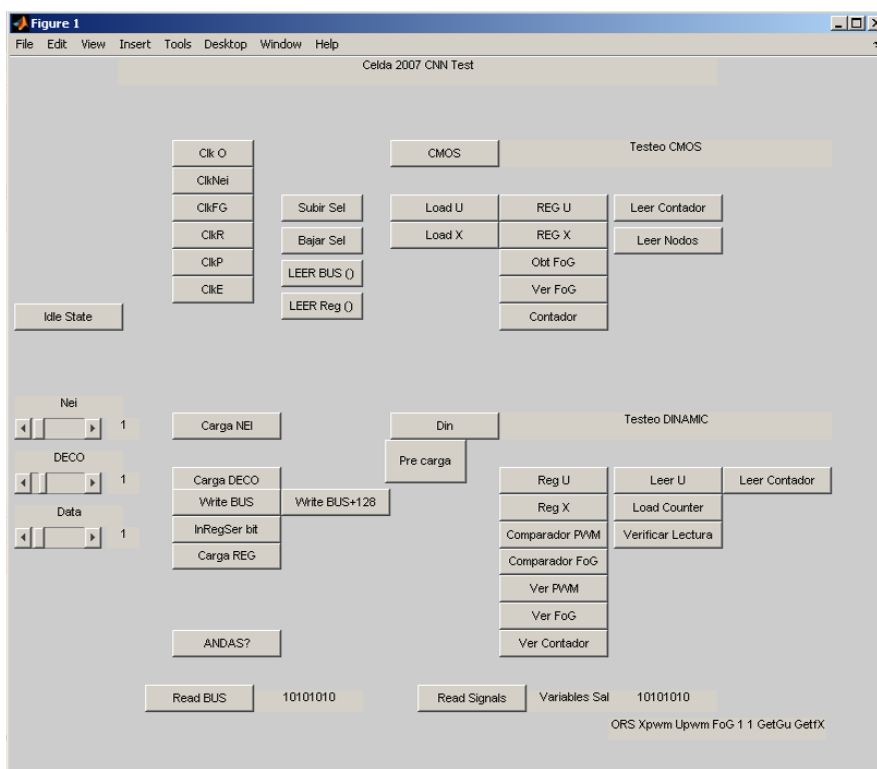 Figure 1
File Edit View Insert Tools Desktop Window Help
Celda 2007 CNN Test
Clk O
CMOS
Testeo CMOS
ClkNei
ClkFG
Subir Sel
Load U
REG U
Leer Contador
ClkR
Bajar Sel
Load X
REG X
Leer Nodos
ClkP
LEER BUS ()
Obt FoG
ClkE
LEER Reg ()
Ver FoG
Idle State
Contador
Nei
1
Carga NEI
Din
Testeo DINAMIC
DECO
Pre carga
1
Carga DECO
Reg U
Leer U
Leer Contador
Write BUS
Write BUS+128
Reg X
Load Counter
Data
1
InRegSer bit
Comparador PWM
Verificar Lectura
Carga REG
Comparador FoG
Ver PWM
Ver FoG
ANDAS?
Ver Contador
Read BUS
10101010
Read Signals
Variables Sal
10101010
ORS Xpwm Upwm FoG 1 1 GetGu GetfX